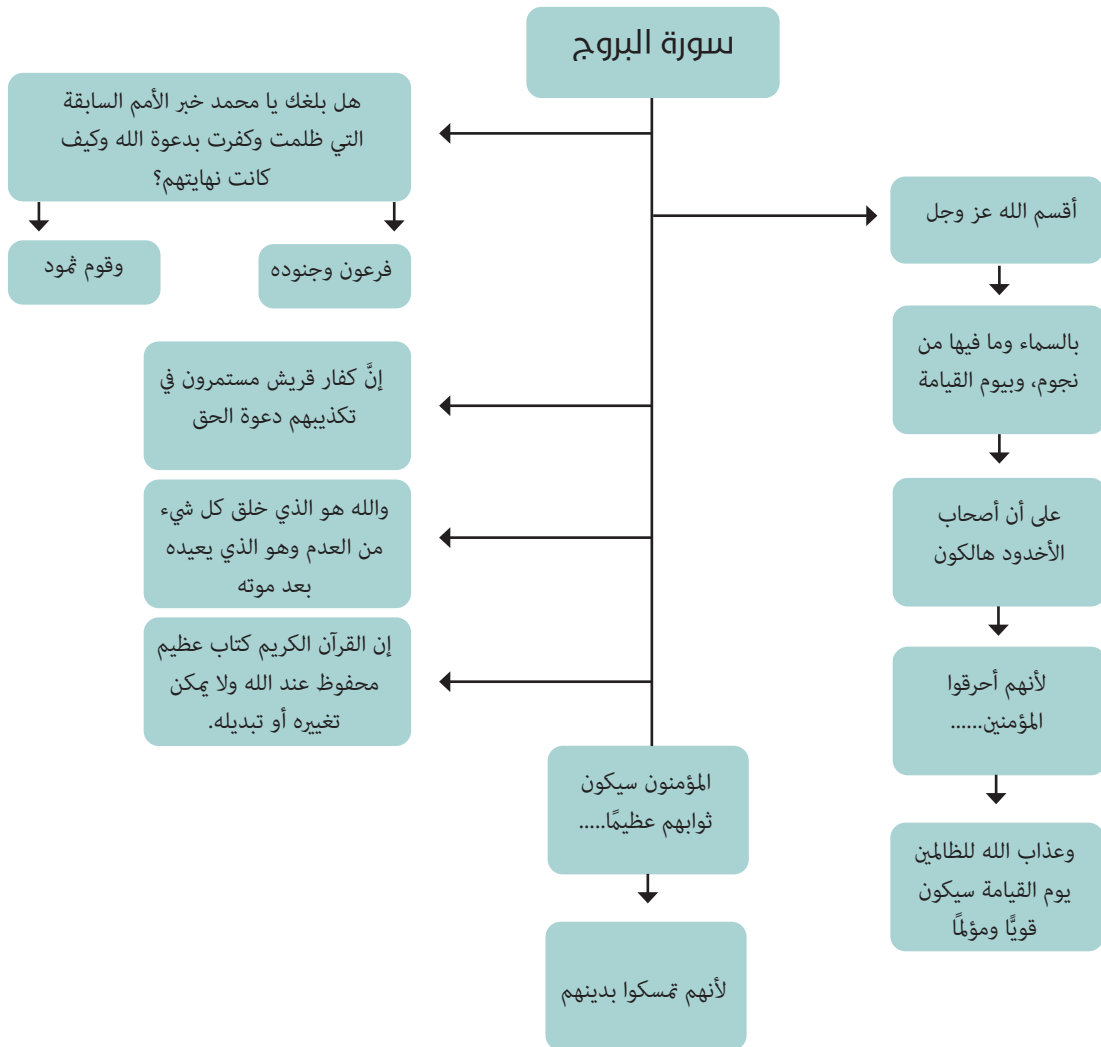 سورة البروج
أقسم الله عز وجل
بالسماء وما فيها من
نجوم، وبيوم القيامة
على أن أصحاب
الأخدود هالكون
لأنهم أحرقوا
المؤمنين......
وعذاب الله للظالمين
يوم القيامة سيكون
قويًّا ومؤلمًا
هل بلغك يا محمد خبر الأمم السابقة
التي ظلمت وكفرت بدعوة الله وكيف
كانت نهايتهم؟
فرعون وجنوده
وقوم ثمود
إنَّ كفار قريش مستمرون في
تكذيبهم دعوة الحق
والله هو الذي خلق كل شيء
من العدم وهو الذي يعيده
بعد موته
إن القرآن الكريم كتاب عظيم
محفوظ عند الله ولا يمكن
تغييره أو تبديله.
المؤمنون سيكون
ثوابهم عظيمًا.....
لأنهم تمسكوا بدينهم